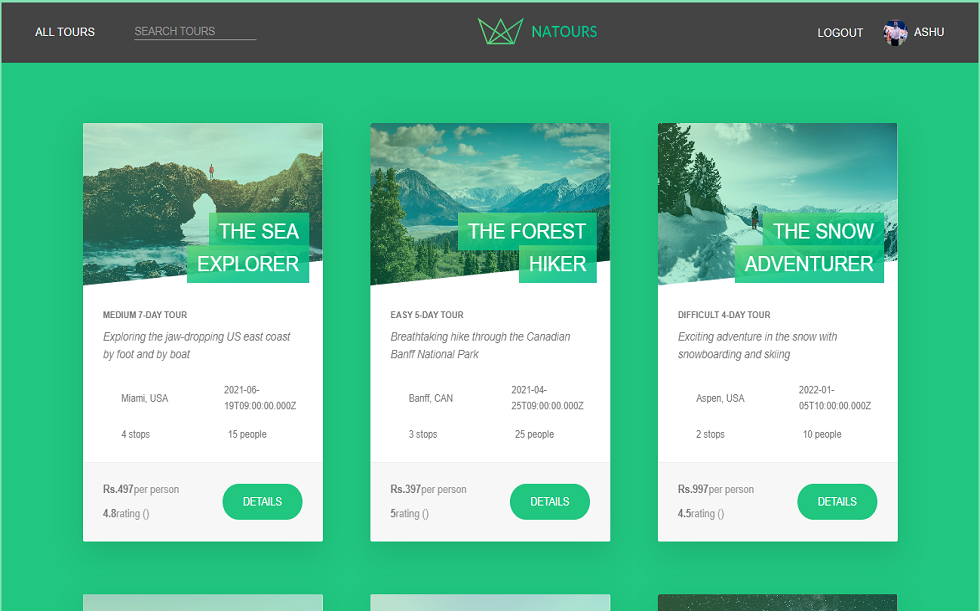 ALL TOURS
SEARCH TOURS
NATOURS
LOGOUT
ASHU
THE SEA
EXPLORER
MEDIUM 7-DAY TOUR
Exploring the jaw-dropping US east coast
by foot and by boat
Miami, USA
2021-06-
19T09:00:00.000Z
4 stops
15 people
Rs.497per person
4.8rating ()
DETAILS
THE FOREST
HIKER
EASY 5-DAY TOUR
Breathtaking hike through the Canadian
Banff National Park
Banff, CAN
2021-04-
25T09:00:00.000Z
3 stops
25 people
Rs.397per person
5rating ()
DETAILS
THE SNOW
ADVENTURER
DIFFICULT 4-DAY TOUR
Exciting adventure in the snow with
snowboarding and skiing
Aspen, USA
2022-01-
05T10:00:00.000Z
2 stops
10 people
Rs.997per person
4.5rating ()
DETAILS